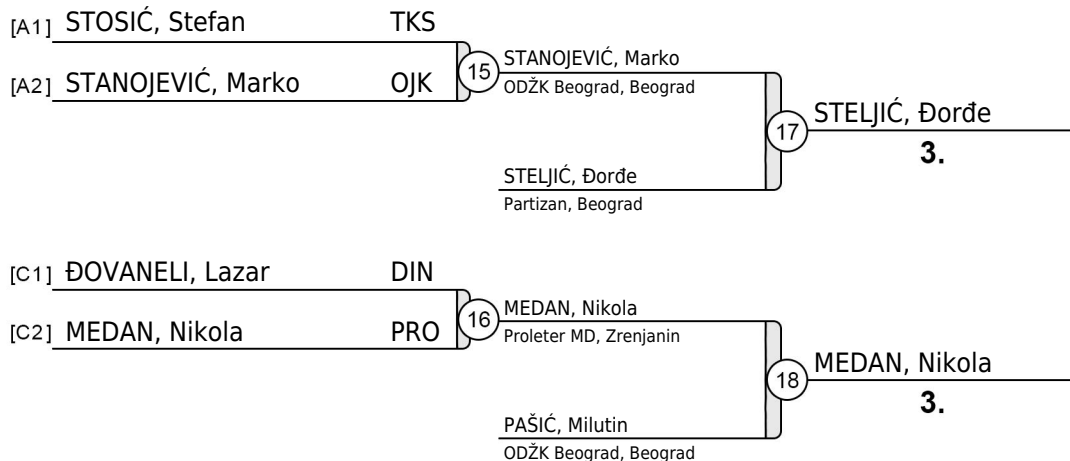 [A1] STOSIĆ, Stefan TKS
[A2] STANOJEVIĆ, Marko OJK
15
STANOJEVIĆ, Marko
ODŽK Beograd, Beograd
17
STELJIĆ, Đorđe
3.
STELJIĆ, Đorđe
Partizan, Beograd
[C1] ĐOVANELI, Lazar DIN
[C2] MEDAN, Nikola PRO
16
MEDAN, Nikola
Proleter MD, Zrenjanin
18
MEDAN, Nikola
3.
PAŠIĆ, Milutin
ODŽK Beograd, Beograd